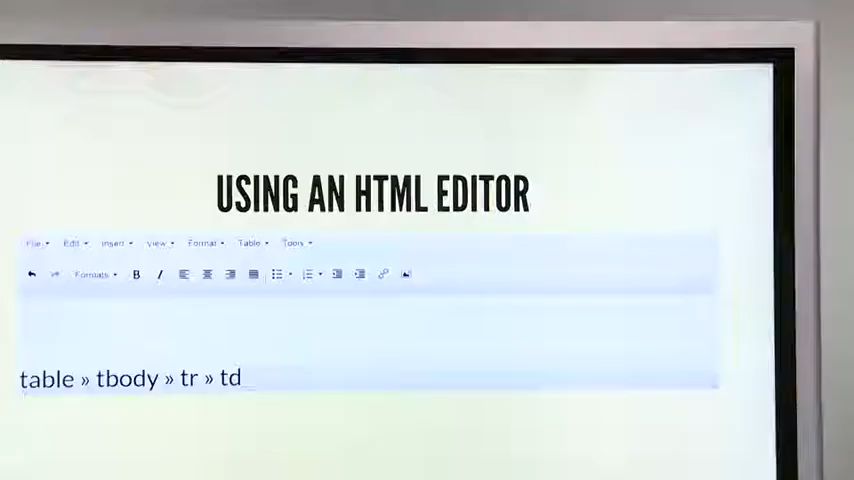 USING AN HTML EDITOR
File Edit Insert View Format Table Tools
Formats B I
table » tbody » tr » td